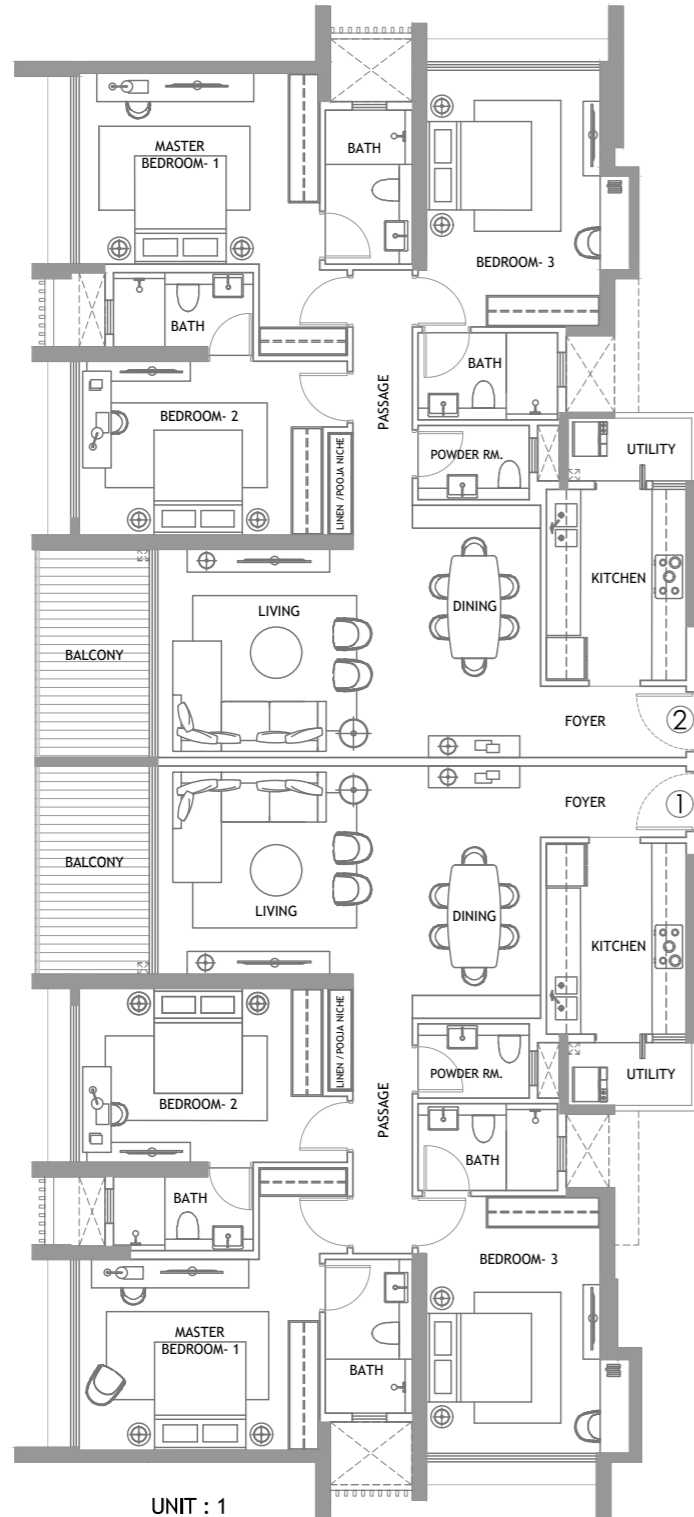 MASTER
BEDROOM- 1
BATH
BEDROOM- 3
BATH
BATH
PASSAGE
BEDROOM- 2
LINEN /POOJA NICHE
POWDER RM.
UTILITY
KITCHEN
LIVING
DINING
BALCONY
FOYER
2
FOYER
1
BALCONY
LIVING
DINING
KITCHEN
BEDROOM- 2
LINEN / POOJA NICHE
PASSAGE
POWDER RM.
UTILITY
BATH
BATH
BEDROOM- 3
MASTER
BEDROOM- 1
BATH
UNIT : 1